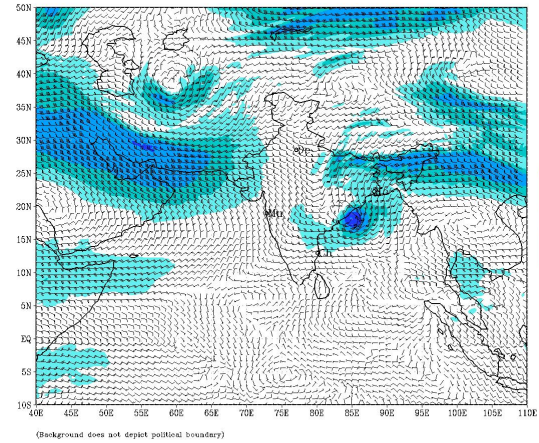 50N
45N
40N
35N
30N
25N
20N
15N
10N
5N
EQ
5S
10S
40E 45E 50E 55E 60E 65E 70E 75E 80E 85E 90E 95E 100E 105E 110E
Mu
(Background does not depict political boundary)